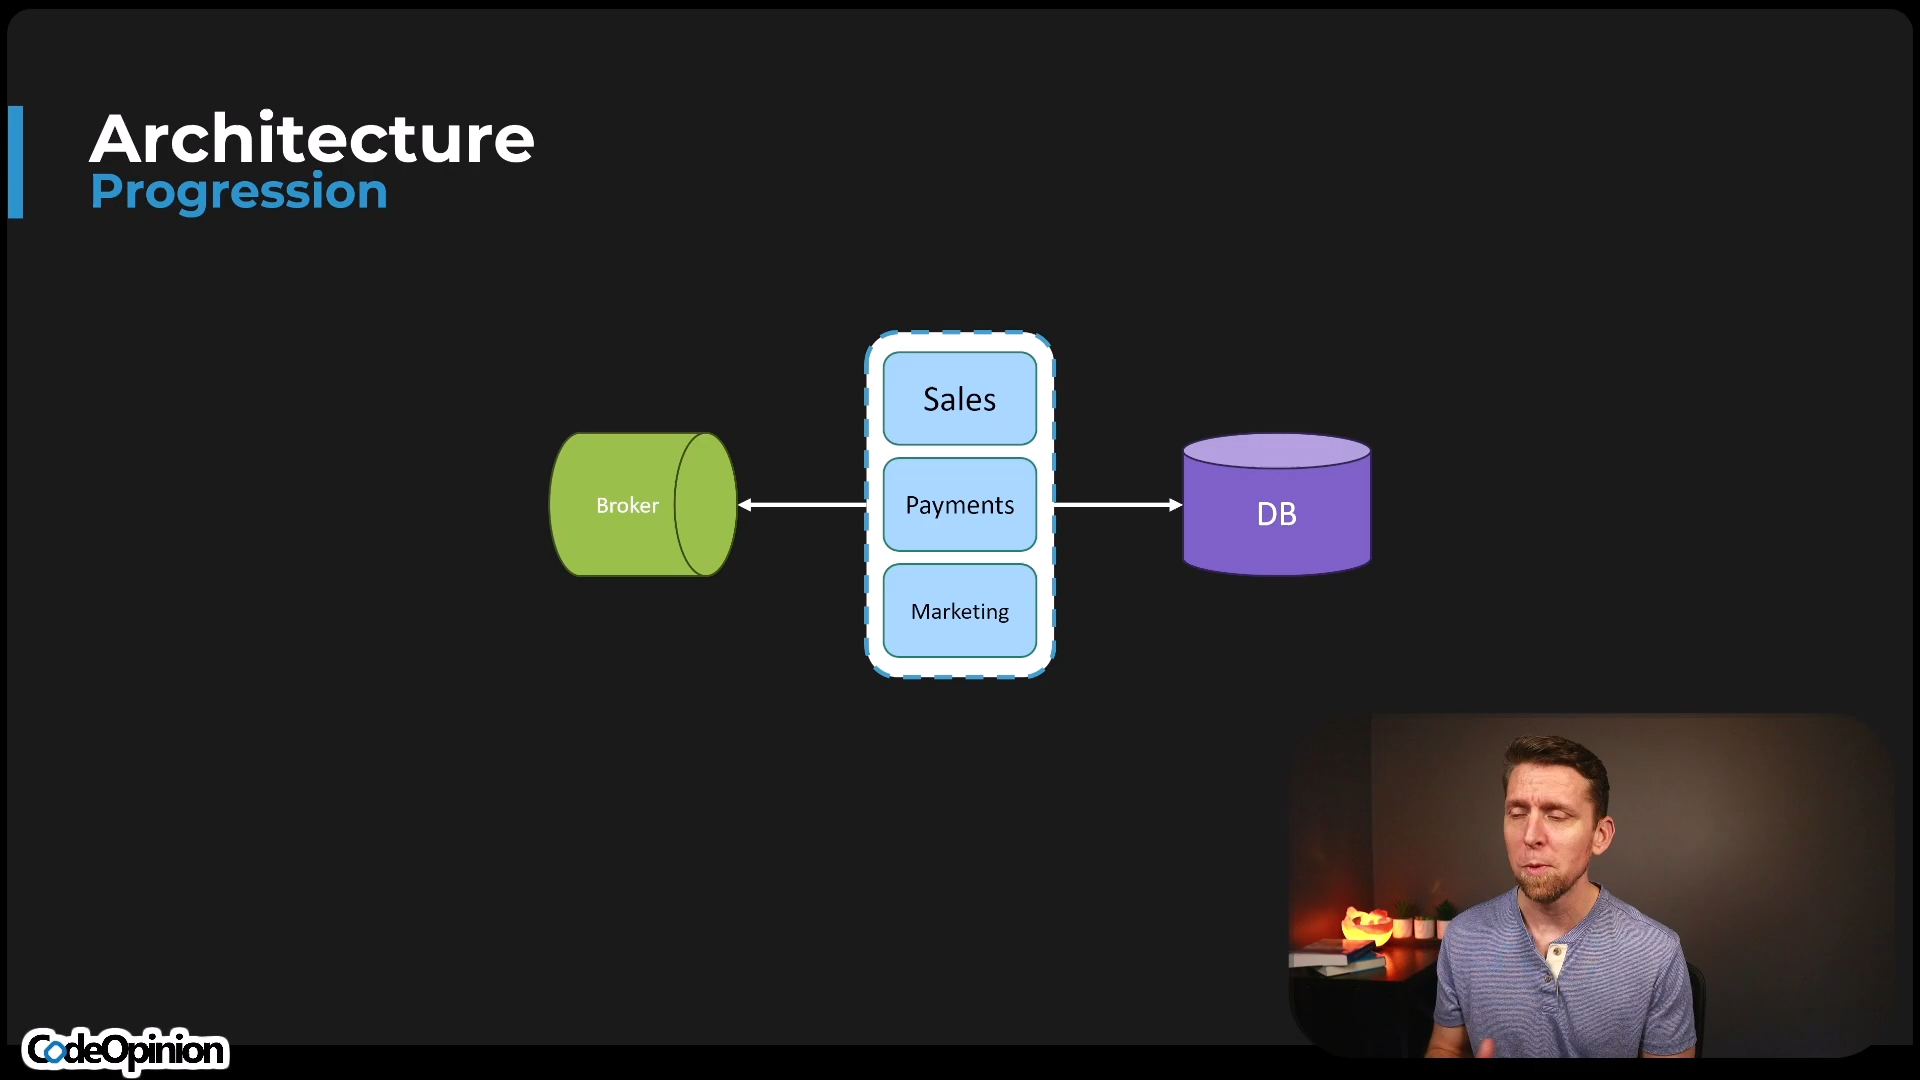 Architecture
Progression
Sales
Broker
Payments
DB
Marketing
CodeOpinion